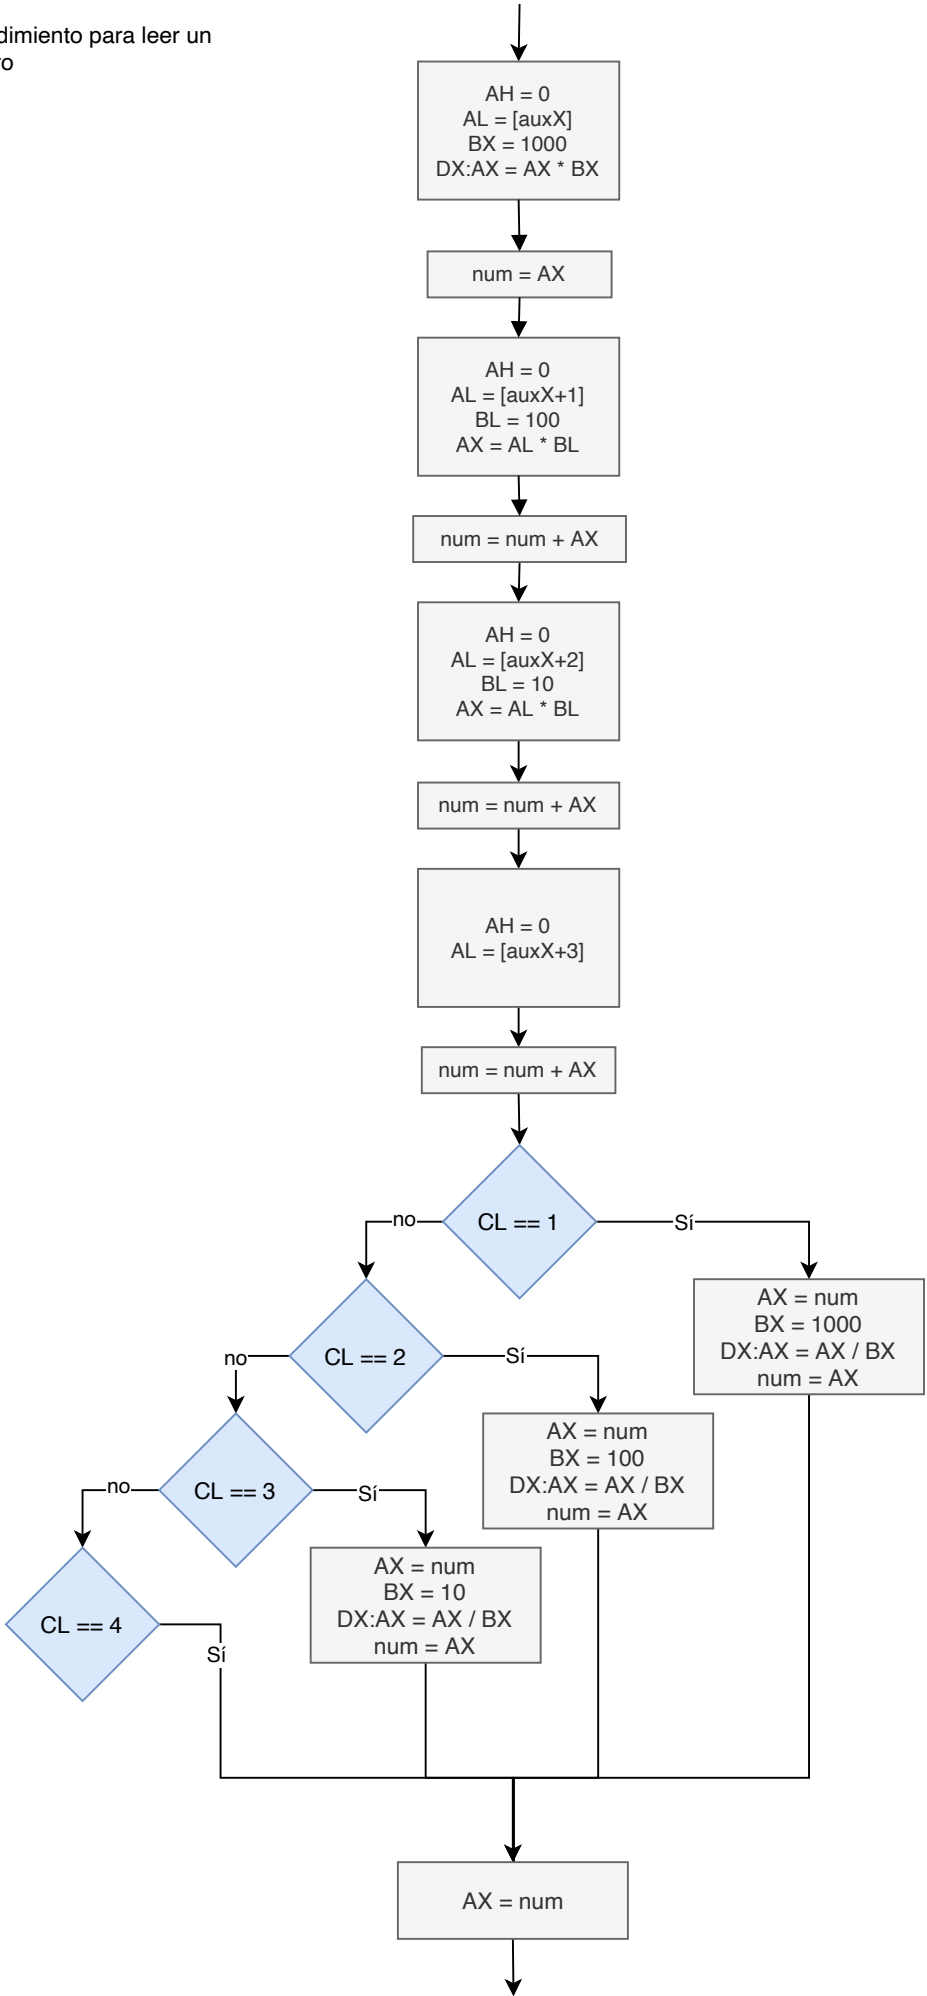 dimiento para leer un
ro
AH = 0
AL = [auxX]
BX = 1000
DX:AX = AX * BX
num = AX
AH = 0
AL = [auxX+1]
BL = 100
AX = AL * BL
num = num + AX
AH = 0
AL = [auxX+2]
BL = 10
AX = AL * BL
num = num + AX
AH = 0
AL = [auxX+3]
num = num + AX
CL == 1
no
Sí
AX = num
BX = 1000
DX:AX = AX / BX
num = AX
CL == 2
no
Sí
AX = num
BX = 100
DX:AX = AX / BX
num = AX
CL == 3
no
Sí
AX = num
BX = 10
DX:AX = AX / BX
num = AX
CL == 4
Sí
AX = num